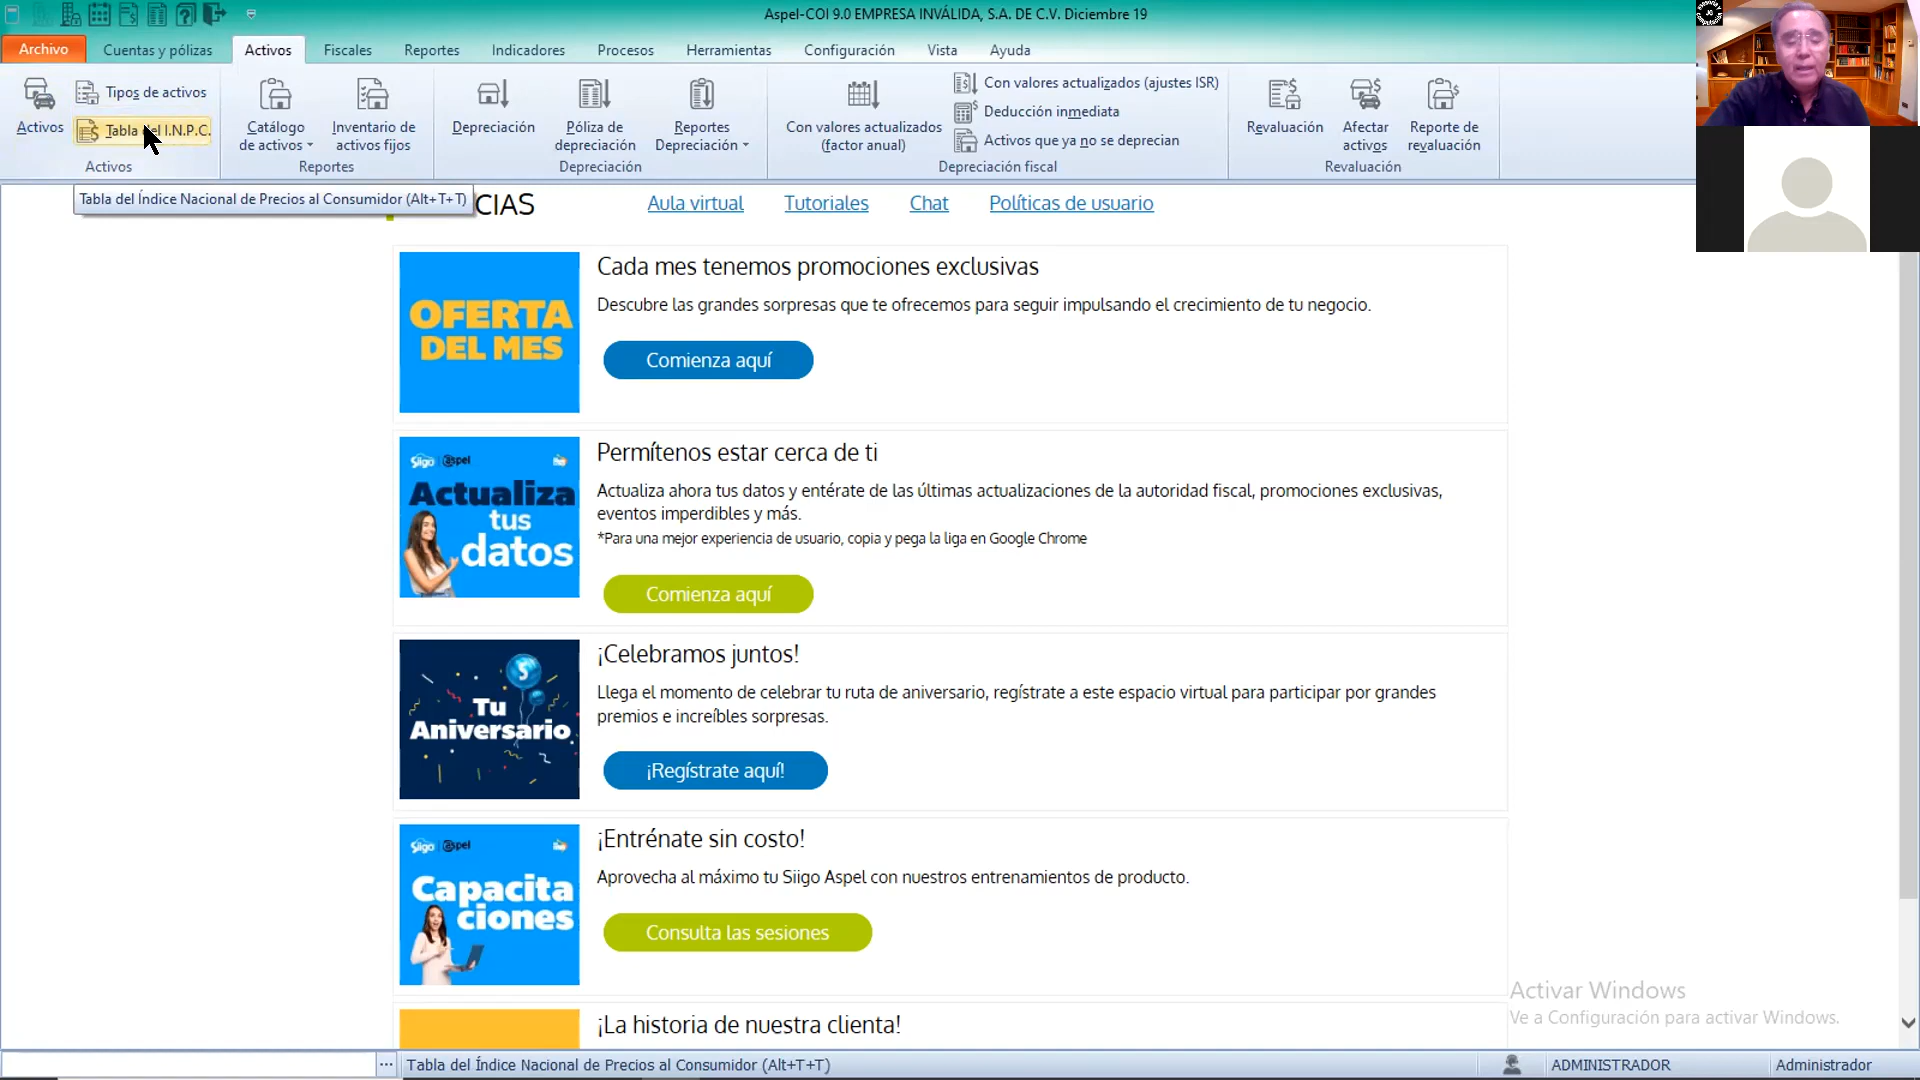 Aspel-COI 9.0 EMPRESA INVÁLIDA, S.A. DE C.V. Diciembre 19
Archivo Cuentas y pólizas Activos Fiscales Reportes Indicadores Procesos Herramientas Configuración Vista Ayuda
Activos
Tipos de activos
Tabla del I.N.P.C.
Activos
Catálogo
de activos
Inventario de
activos fijos
Reportes
Depreciación
Póliza de
depreciación
Reportes
Depreciación
Depreciación
Con valores actualizados
(factor anual)
Con valores actualizados (ajustes ISR)
Deducción inmediata
Activos que ya no se deprecian
Depreciación fiscal
Revaluación
Afectar
activos
Reporte de
revaluación
Revaluación
Tabla del Índice Nacional de Precios al Consumidor (Alt+T+T)
CIAS
Aula virtual Tutoriales Chat Políticas de usuario
OFERTA
DEL MES
Cada mes tenemos promociones exclusivas
Descubre las grandes sorpresas que te ofrecemos para seguir impulsando el crecimiento de tu negocio.
Comienza aquí
Siigo aspel
Actualiza
tus
datos
Permítenos estar cerca de ti
Actualiza ahora tus datos y entérate de las últimas actualizaciones de la autoridad fiscal, promociones exclusivas,
eventos imperdibles y más.
*Para una mejor experiencia de usuario, copia y pega la liga en Google Chrome
Comienza aquí
Tu
Aniversario
¡Celebramos juntos!
Llega el momento de celebrar tu ruta de aniversario, regístrate a este espacio virtual para participar por grandes
premios e increíbles sorpresas.
¡Regístrate aquí!
Siigo aspel
Capacita
ciones
¡Entrénate sin costo!
Aprovecha al máximo tu Siigo Aspel con nuestros entrenamientos de producto.
Consulta las sesiones
¡La historia de nuestra clienta!
Activar Windows
Ve a Configuración para activar Windows.
Tabla del Índice Nacional de Precios al Consumidor (Alt+T+T)
ADMINISTRADOR
Administrador